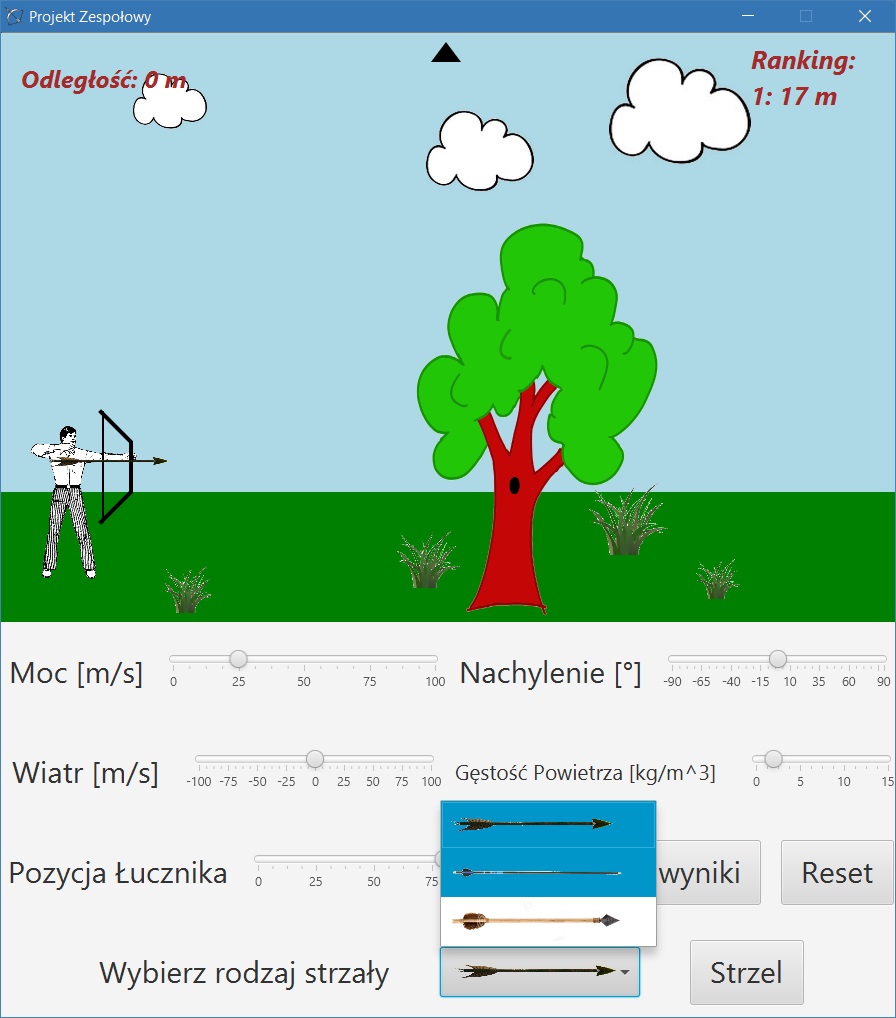 Projekt Zespołowy
Odległość: 0 m
Ranking:
1: 17 m
Moc [m/s]
0 25 50 75 100
Nachylenie [°]
-90 -65 -40 -15 10 35 60 90
Wiatr [m/s]
-100 -75 -50 -25 0 25 50 75 100
Gęstość Powietrza [kg/m^3]
0 5 10 15
Pozycja Łucznika
0 25 50 75
wyniki
Reset
Wybierz rodzaj strzały
Strzel